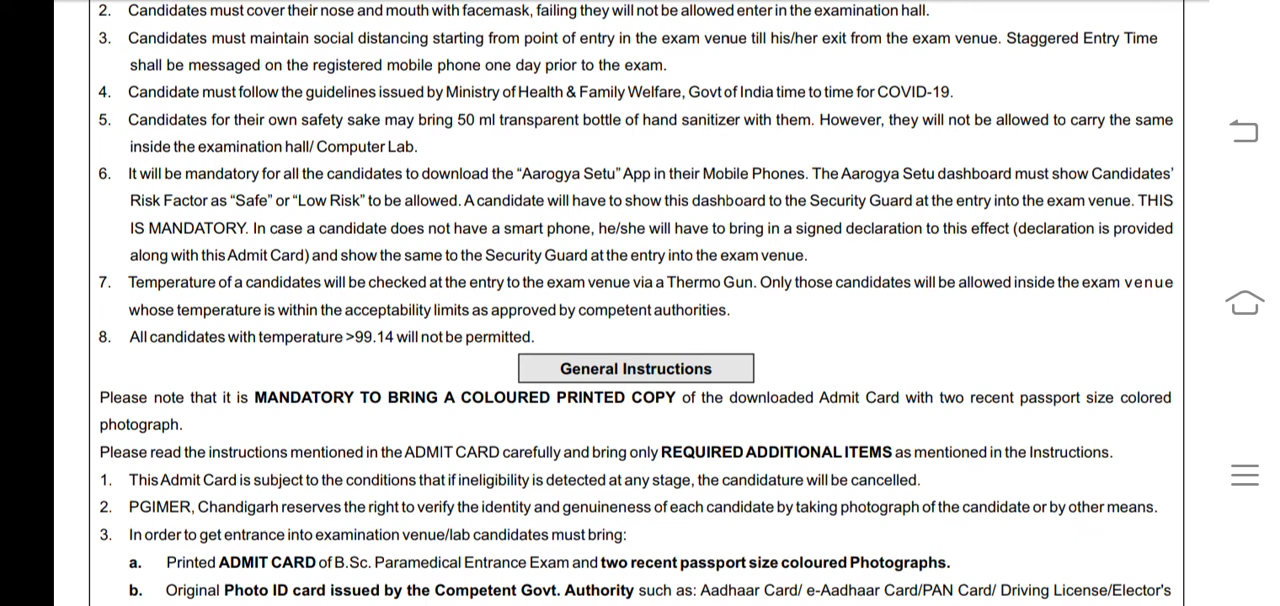 2. Candidates must cover their nose and mouth with facemask, failing they will not be allowed enter in the examination hall.
3. Candidates must maintain social distancing starting from point of entry in the exam venue till his/her exit from the exam venue. Staggered Entry Time
shall be messaged on the registered mobile phone one day prior to the exam.
4. Candidate must follow the guidelines issued by Ministry of Health & Family Welfare, Govt of India time to time for COVID-19.
5. Candidates for their own safety sake may bring 50 ml transparent bottle of hand sanitizer with them. However, they will not be allowed to carry the same
inside the examination hall/ Computer Lab.
6. It will be mandatory for all the candidates to download the “Aarogya Setu” App in their Mobile Phones. The Aarogya Setu dashboard must show Candidates’
Risk Factor as “Safe” or “Low Risk” to be allowed. A candidate will have to show this dashboard to the Security Guard at the entry into the exam venue. THIS
IS MANDATORY. In case a candidate does not have a smart phone, he/she will have to bring in a signed declaration to this effect (declaration is provided
along with this Admit Card) and show the same to the Security Guard at the entry into the exam venue.
7. Temperature of a candidates will be checked at the entry to the exam venue via a Thermo Gun. Only those candidates will be allowed inside the exam venue
whose temperature is within the acceptability limits as approved by competent authorities.
8. All candidates with temperature >99.14 will not be permitted.
General Instructions
Please note that it is MANDATORY TO BRING A COLOURED PRINTED COPY of the downloaded Admit Card with two recent passport size colored
photograph.
Please read the instructions mentioned in the ADMIT CARD carefully and bring only REQUIRED ADDITIONAL ITEMS as mentioned in the Instructions.
1. This Admit Card is subject to the conditions that if ineligibility is detected at any stage, the candidature will be cancelled.
2. PGIMER, Chandigarh reserves the right to verify the identity and genuineness of each candidate by taking photograph of the candidate or by other means.
3. In order to get entrance into examination venue/lab candidates must bring:
a. Printed ADMIT CARD of B.Sc. Paramedical Entrance Exam and two recent passport size coloured Photographs.
b. Original Photo ID card issued by the Competent Govt. Authority such as: Aadhaar Card/ e-Aadhaar Card/PAN Card/ Driving License/Elector's